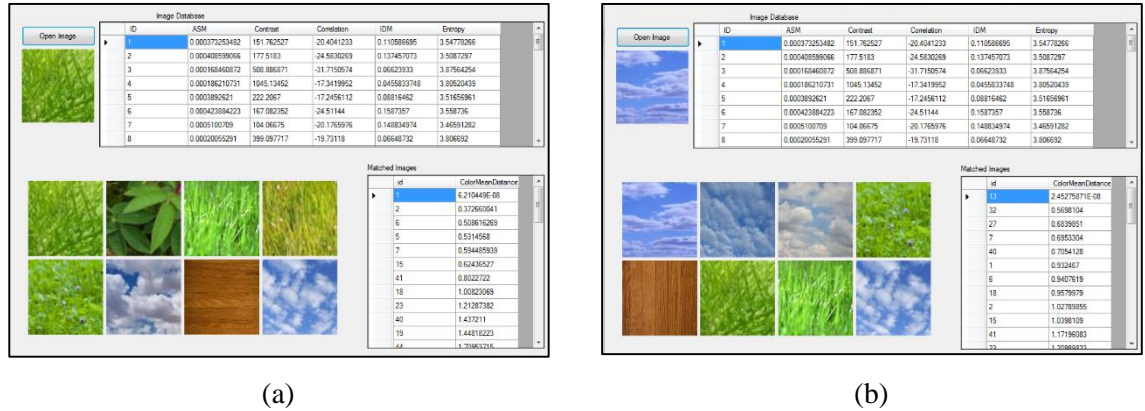 Image Database
Open Image
ID ASM Contrast Correlation IDM Entropy
1 0.000373253482 151.762527 -20.4041233 0.110586695 3.54778266
2 0.000408599066 177.5183 -24.5830269 0.137457073 3.5087297
3 0.000168460872 508.886871 -31.7150574 0.06623933 3.87564254
4 0.000186210731 1045.13452 -17.3419952 0.0455833748 3.80520439
5 0.0003892621 222.2067 -17.2456112 0.08816462 3.51656961
6 0.000423884223 167.082352 -24.51144 0.1587357 3.558736
7 0.0005100709 104.06675 -20.1765976 0.148834974 3.46591282
8 0.00020055291 399.097717 -19.73118 0.06648732 3.806692
Matched Images
id ColorMeanDistance
1 6.210449E-08
2 0.372660041
6 0.508616269
5 0.5314568
7 0.594485939
15 0.62436527
41 0.8022722
18 1.00823069
23 1.21287382
40 1.437211
19 1.44818223
44 1.70953715
(a)
Image Database
Open Image
ID ASM Contrast Correlation IDM Entropy
1 0.000373253482 151.762527 -20.4041233 0.110586695 3.54778266
2 0.000408599066 177.5183 -24.5830269 0.137457073 3.5087297
3 0.000168460872 508.886871 -31.7150574 0.06623933 3.87564254
4 0.000186210731 1045.13452 -17.3419952 0.0455833748 3.80520439
5 0.0003892621 222.2067 -17.2456112 0.08816462 3.51656961
6 0.000423884223 167.082352 -24.51144 0.1587357 3.558736
7 0.0005100709 104.06675 -20.1765976 0.148834974 3.46591282
8 0.00020055291 399.097717 -19.73118 0.06648732 3.806692
Matched Images
id ColorMeanDistance
13 2.45275871E-08
32 0.5698104
27 0.6839851
7 0.6953304
40 0.7054128
1 0.932467
6 0.9407619
18 0.9579979
2 1.02789855
15 1.0398109
41 1.17196083
(b)